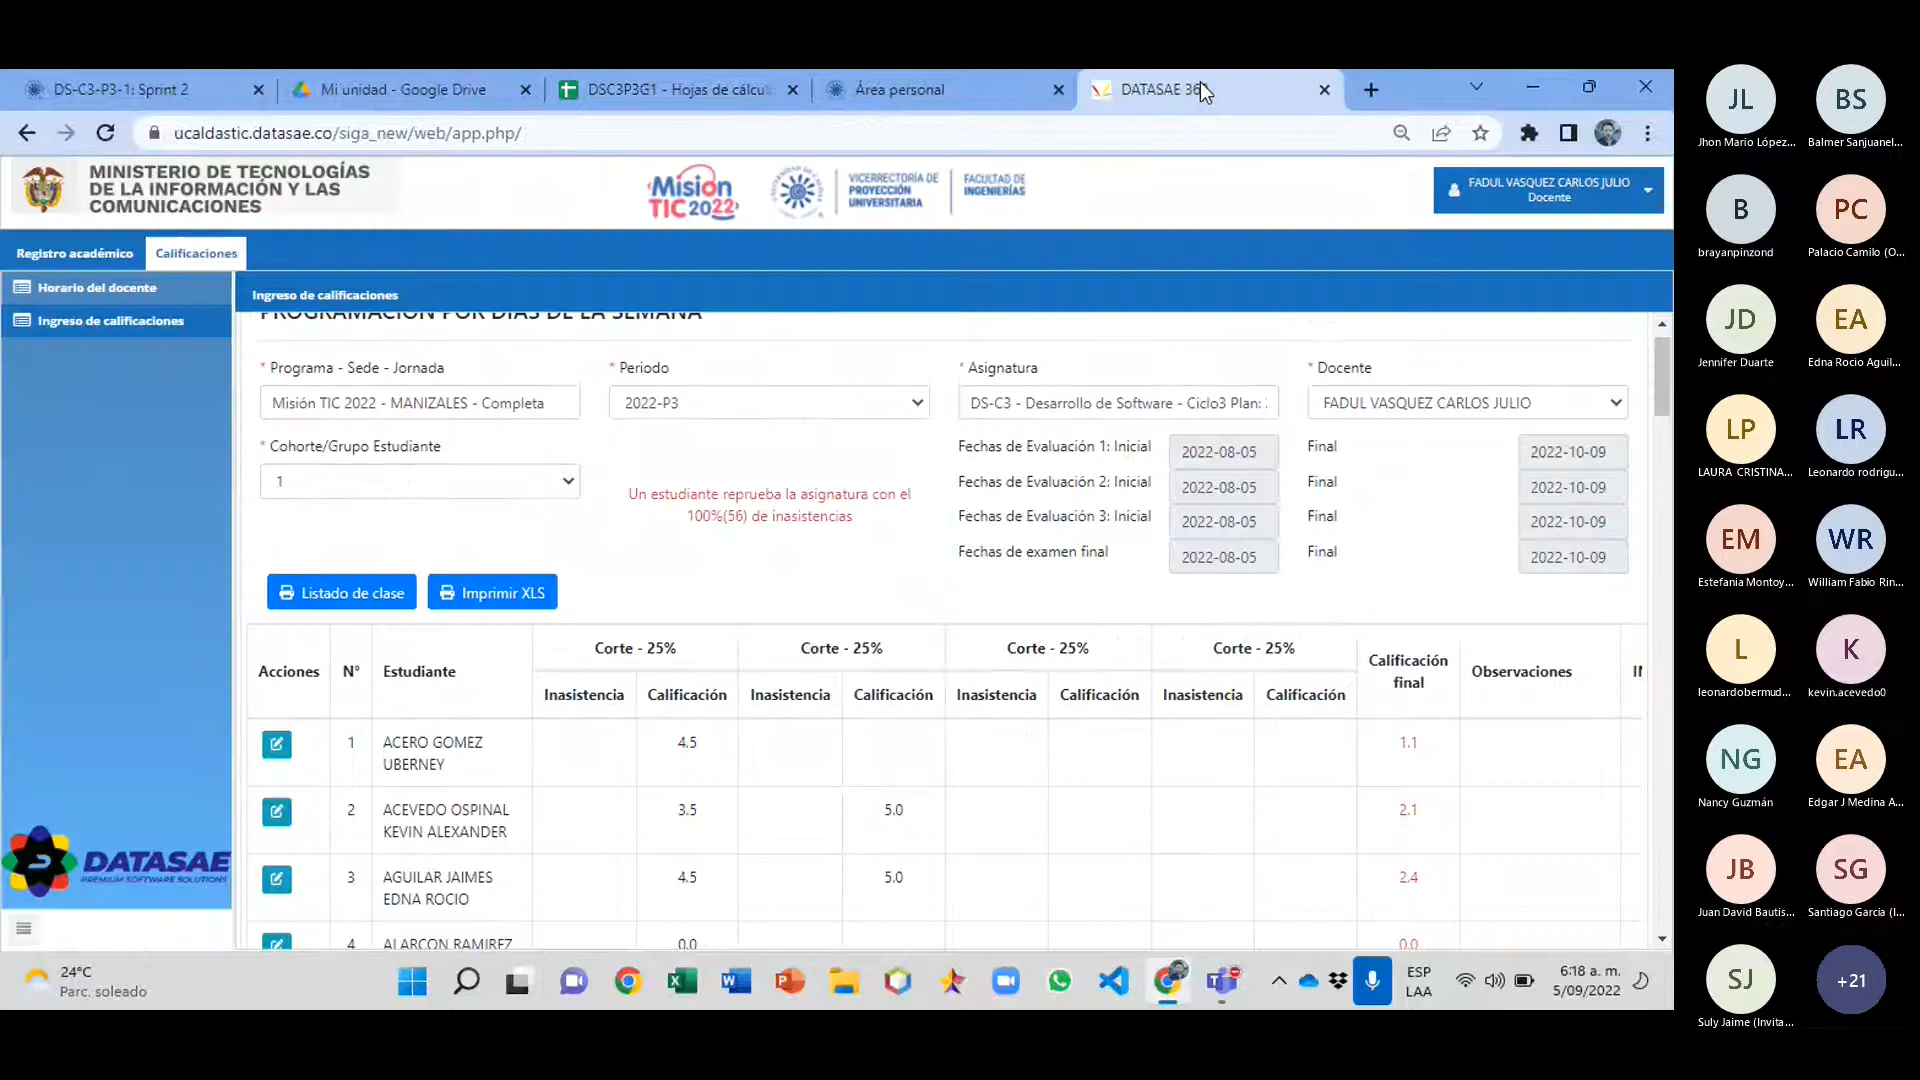 DS-C3-P3-1: Sprint 2
Mi unidad - Google Drive
DSC3P3G1 - Hojas de cálcu
Área personal
DATASAE 36
ucaldastic.datasae.co/siga_new/web/app.php/
MINISTERIO DE TECNOLOGÍAS
DE LA INFORMACIÓN Y LAS
COMUNICACIONES
Misión
TIC 2022
VICERRECTORÍA DE
PROYECCIÓN
UNIVERSITARIA
FACULTAD DE
INGENIERÍAS
FADUL VASQUEZ CARLOS JULIO
Docente
Registro académico
Calificaciones
Horario del docente
Ingreso de calificaciones
Ingreso de calificaciones
PROGRAMACIÓN POR DÍAS DE LA SEMANA
* Programa - Sede - Jornada
* Periodo
* Asignatura
* Docente
Misión TIC 2022 - MANIZALES - Completa
2022-P3
DS-C3 - Desarrollo de Software - Ciclo3 Plan: :
FADUL VASQUEZ CARLOS JULIO
* Cohorte/Grupo Estudiante
1
Un estudiante reprueba la asignatura con el
100%(56) de inasistencias
Fechas de Evaluación 1: Inicial 2022-08-05 Final 2022-10-09
Fechas de Evaluación 2: Inicial 2022-08-05 Final 2022-10-09
Fechas de Evaluación 3: Inicial 2022-08-05 Final 2022-10-09
Fechas de examen final 2022-08-05 Final 2022-10-09
Listado de clase
Imprimir XLS
Acciones N° Estudiante Corte - 25% Corte - 25% Corte - 25% Corte - 25% Calificación final Observaciones
Inasistencia Calificación Inasistencia Calificación Inasistencia Calificación Inasistencia Calificación
1 ACERO GOMEZ UBERNEY 4.5 1.1
2 ACEVEDO OSPINAL KEVIN ALEXANDER 3.5 5.0 2.1
3 AGUILAR JAIMES EDNA ROCIO 4.5 5.0 2.4
4 ALARCON RAMIREZ 0.0 0.0
DATASAE
PREMIUM SOFTWARE SOLUTIONS
24°C
Parc. soleado
ESP
LAA
6:18 a. m.
5/09/2022
JL
Jhon Mario López...
BS
Balmer Sanjuanel...
B
brayanpinzond
PC
Palacio Camilo (O...
JD
Jennifer Duarte
EA
Edna Rocio Aguil...
LP
LAURA CRISTINA...
LR
Leonardo rodrigu...
EM
Estefania Montoy...
WR
William Fabio Rin...
L
leonardobermud...
K
kevin.acevedo0
NG
Nancy Guzmán
EA
Edgar J Medina A...
JB
Juan David Bautis...
SG
Santiago Garcia (I...
SJ
Suly Jaime (Invita...
+21